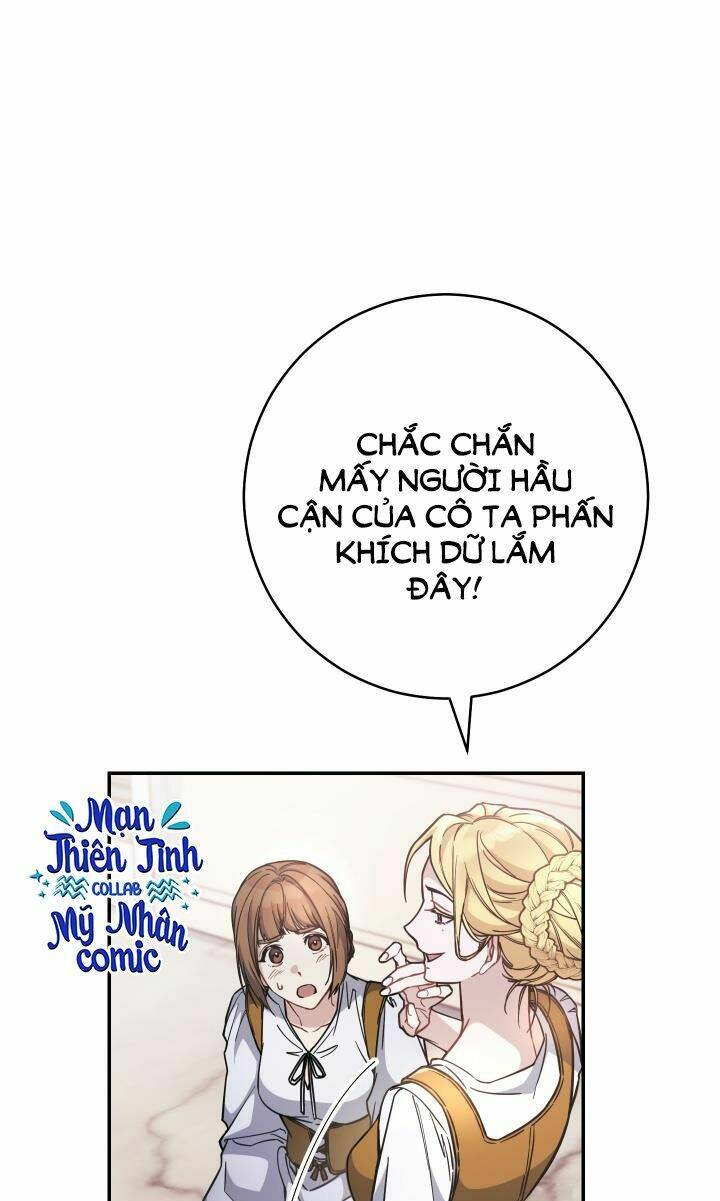 CHẮC CHẮN
MẤY NGƯỜI HẦU
CẬN CỦA CÔ TA PHẤN
KHÍCH DỮ LẮM
ĐÂY!
Mạn
Thiên Tình
COLLAB
Mỹ Nhân
comic